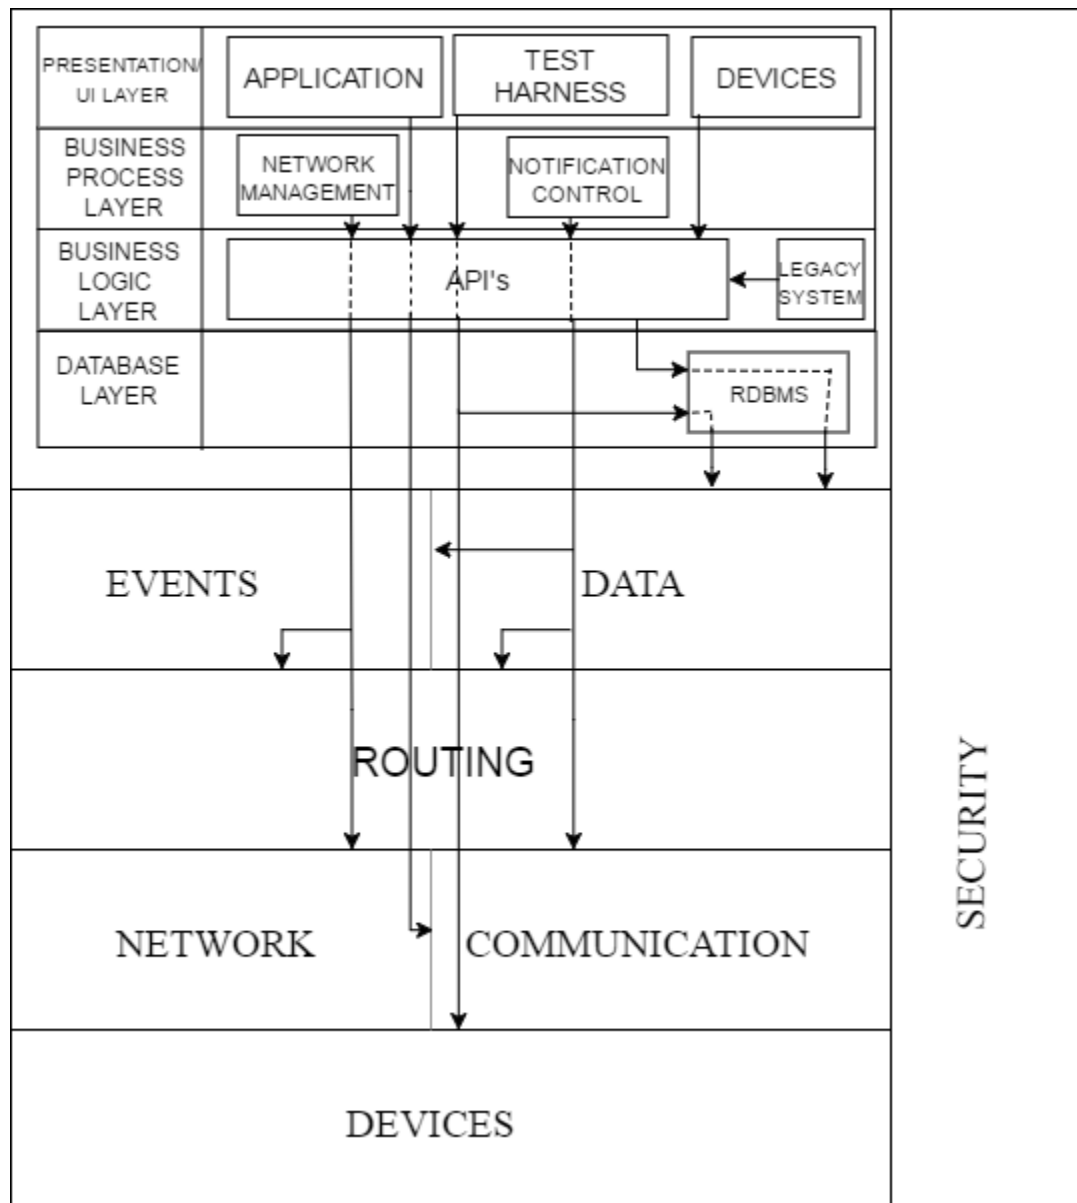 PRESENTATION/
UI LAYER
APPLICATION
TEST
HARNESS
DEVICES
BUSINESS
PROCESS
LAYER
NETWORK
MANAGEMENT
NOTIFICATION
CONTROL
BUSINESS
LOGIC
LAYER
API's
LEGACY
SYSTEM
DATABASE
LAYER
RDBMS
EVENTS
DATA
ROUTING
NETWORK
COMMUNICATION
DEVICES
SECURITY